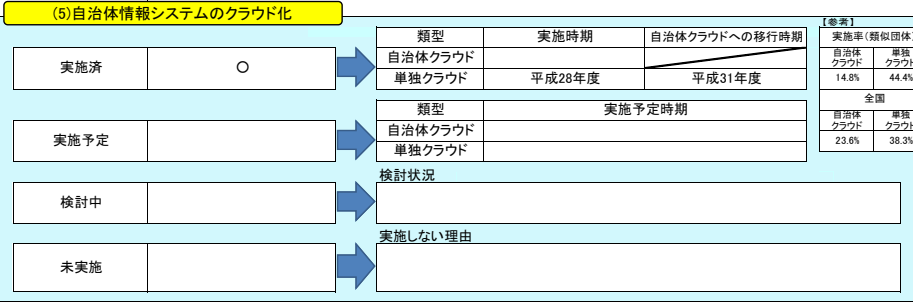 (5)自治体情報システムのクラウド化
【参考】
実施済 ○
類型 実施時期 自治体クラウドへの移行時期
自治体クラウド
単独クラウド 平成28年度 平成31年度
実施率(類似団体)
自治体クラウド 単独クラウド
14.8% 44.4%
全国
自治体クラウド 単独クラウド
23.6% 38.3%
実施予定
類型 実施予定時期
自治体クラウド
単独クラウド
検討中
検討状況
未実施
実施しない理由